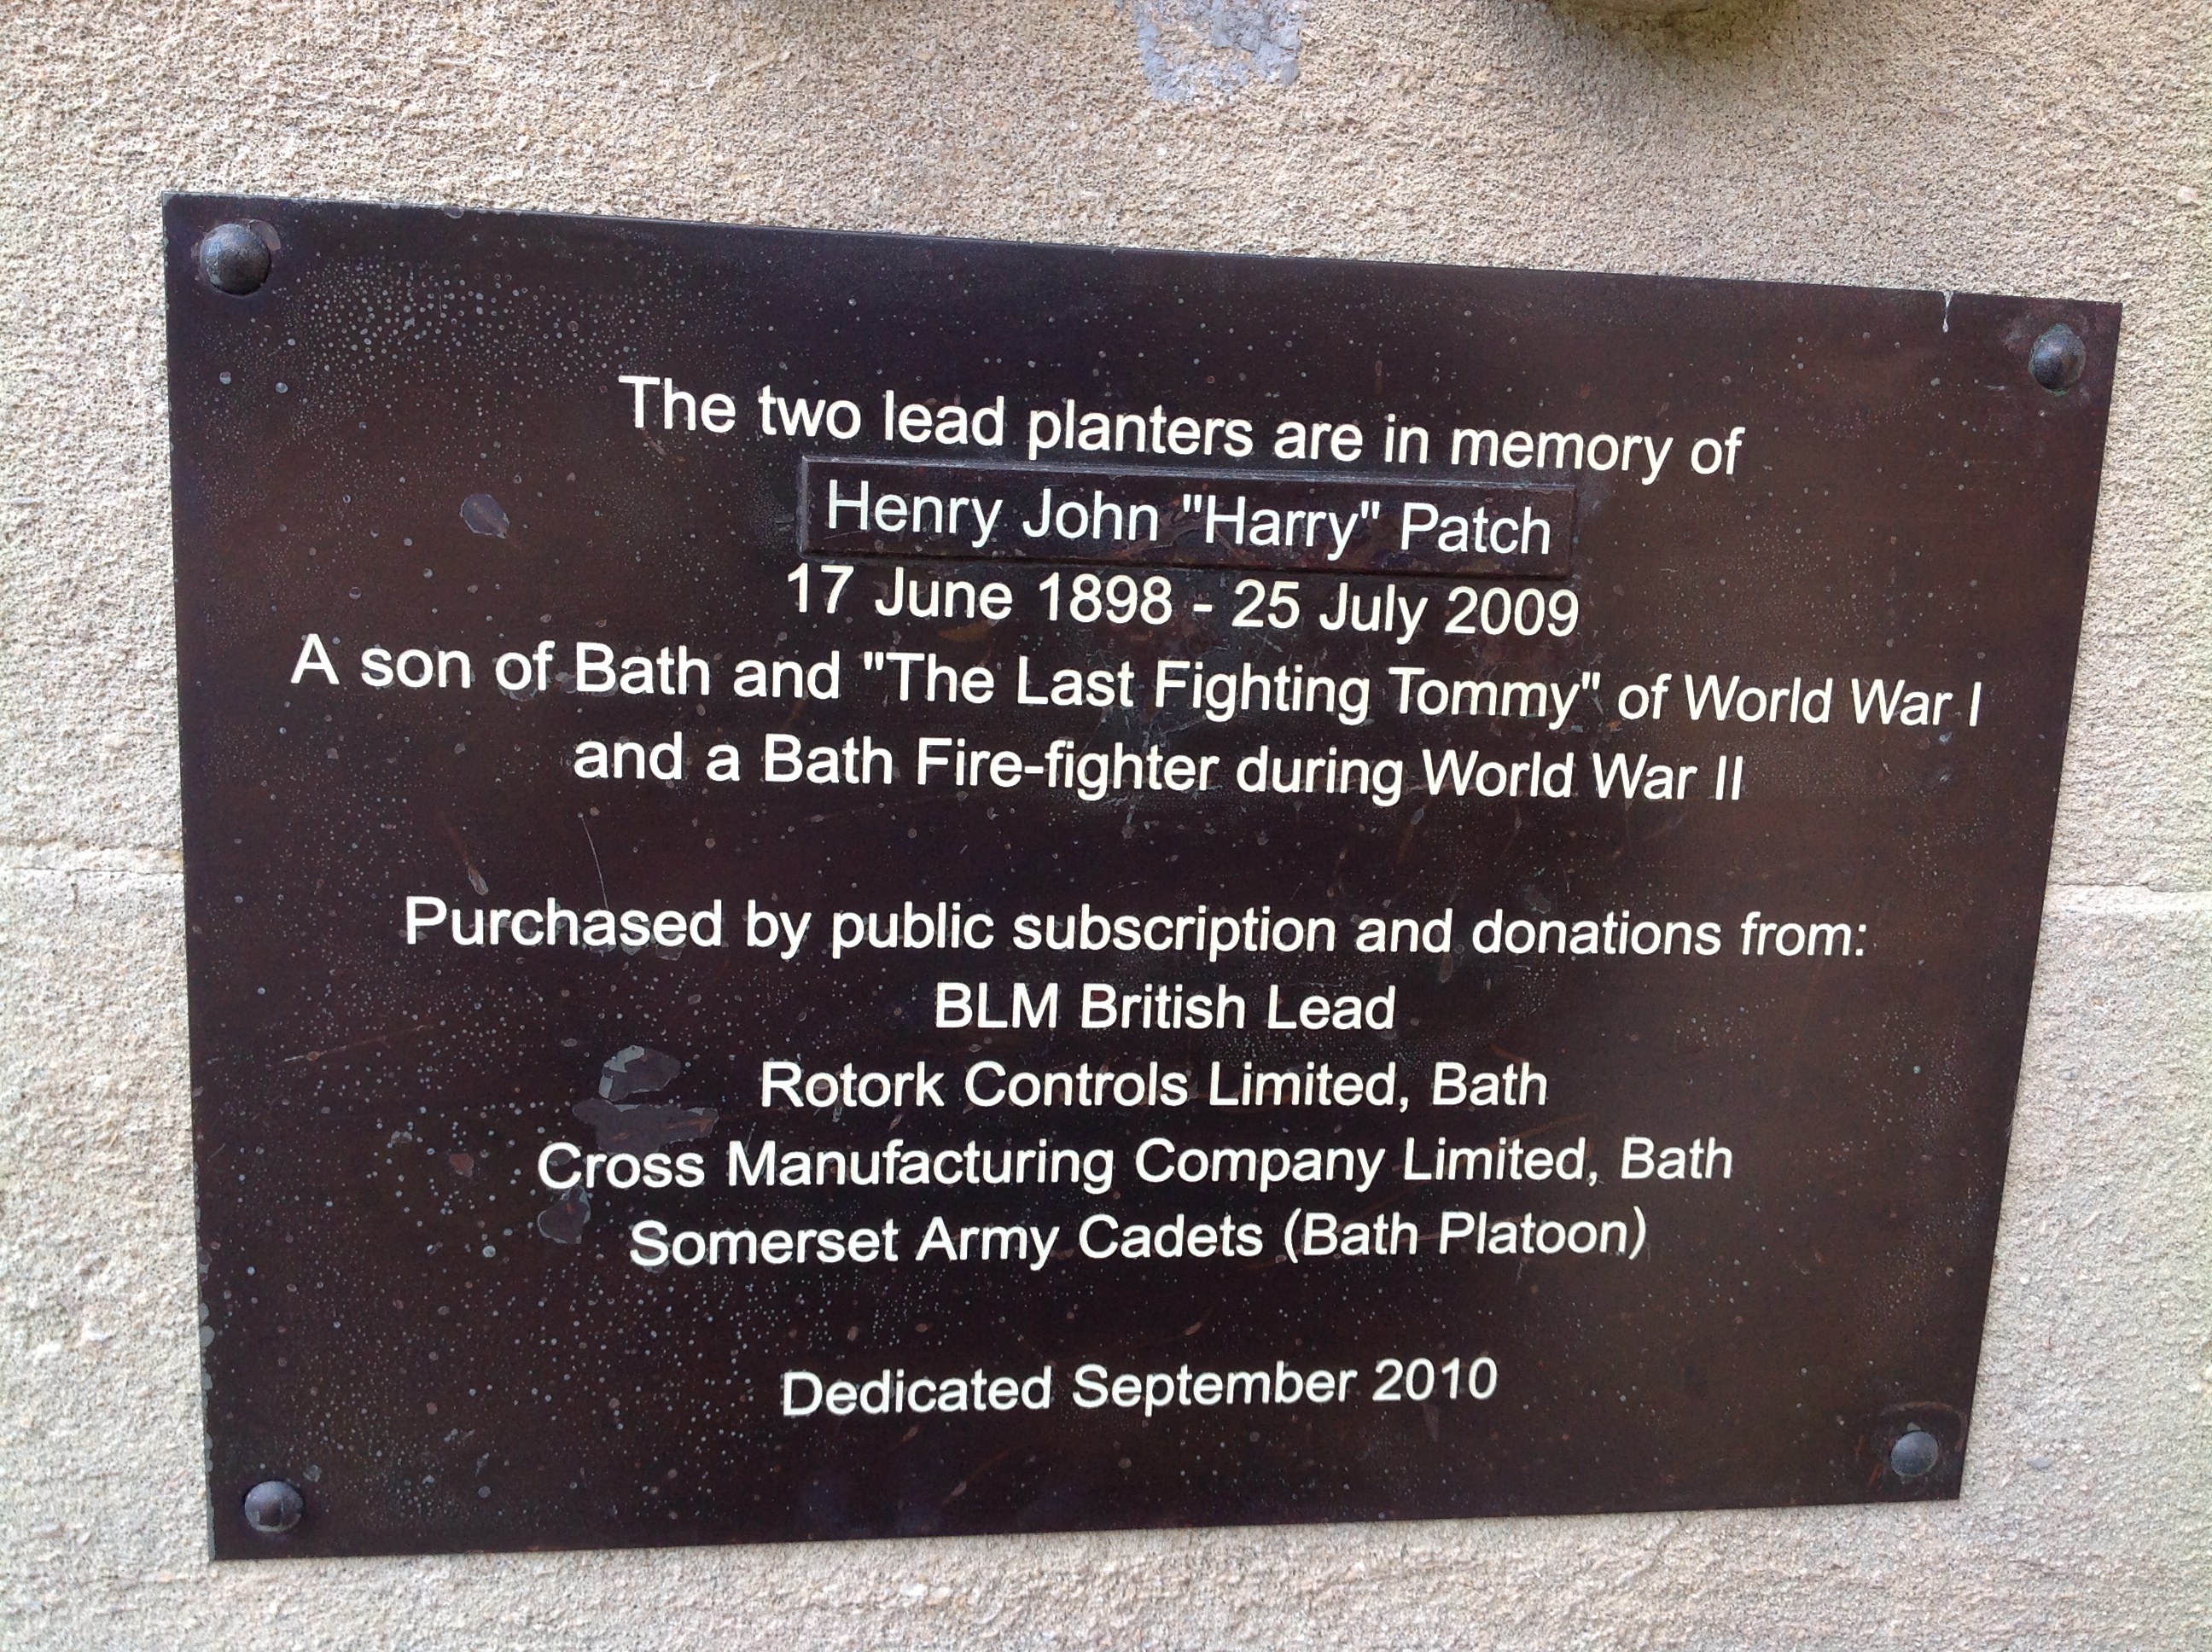 The two lead planters are in memory of
Henry John "Harry" Patch
17 June 1898 - 25 July 2009
A son of Bath and "The Last Fighting Tommy" of World War I
and a Bath Fire-fighter during World War II
Purchased by public subscription and donations from:
BLM British Lead
Rotork Controls Limited, Bath
Cross Manufacturing Company Limited, Bath
Somerset Army Cadets (Bath Platoon)
Dedicated September 2010